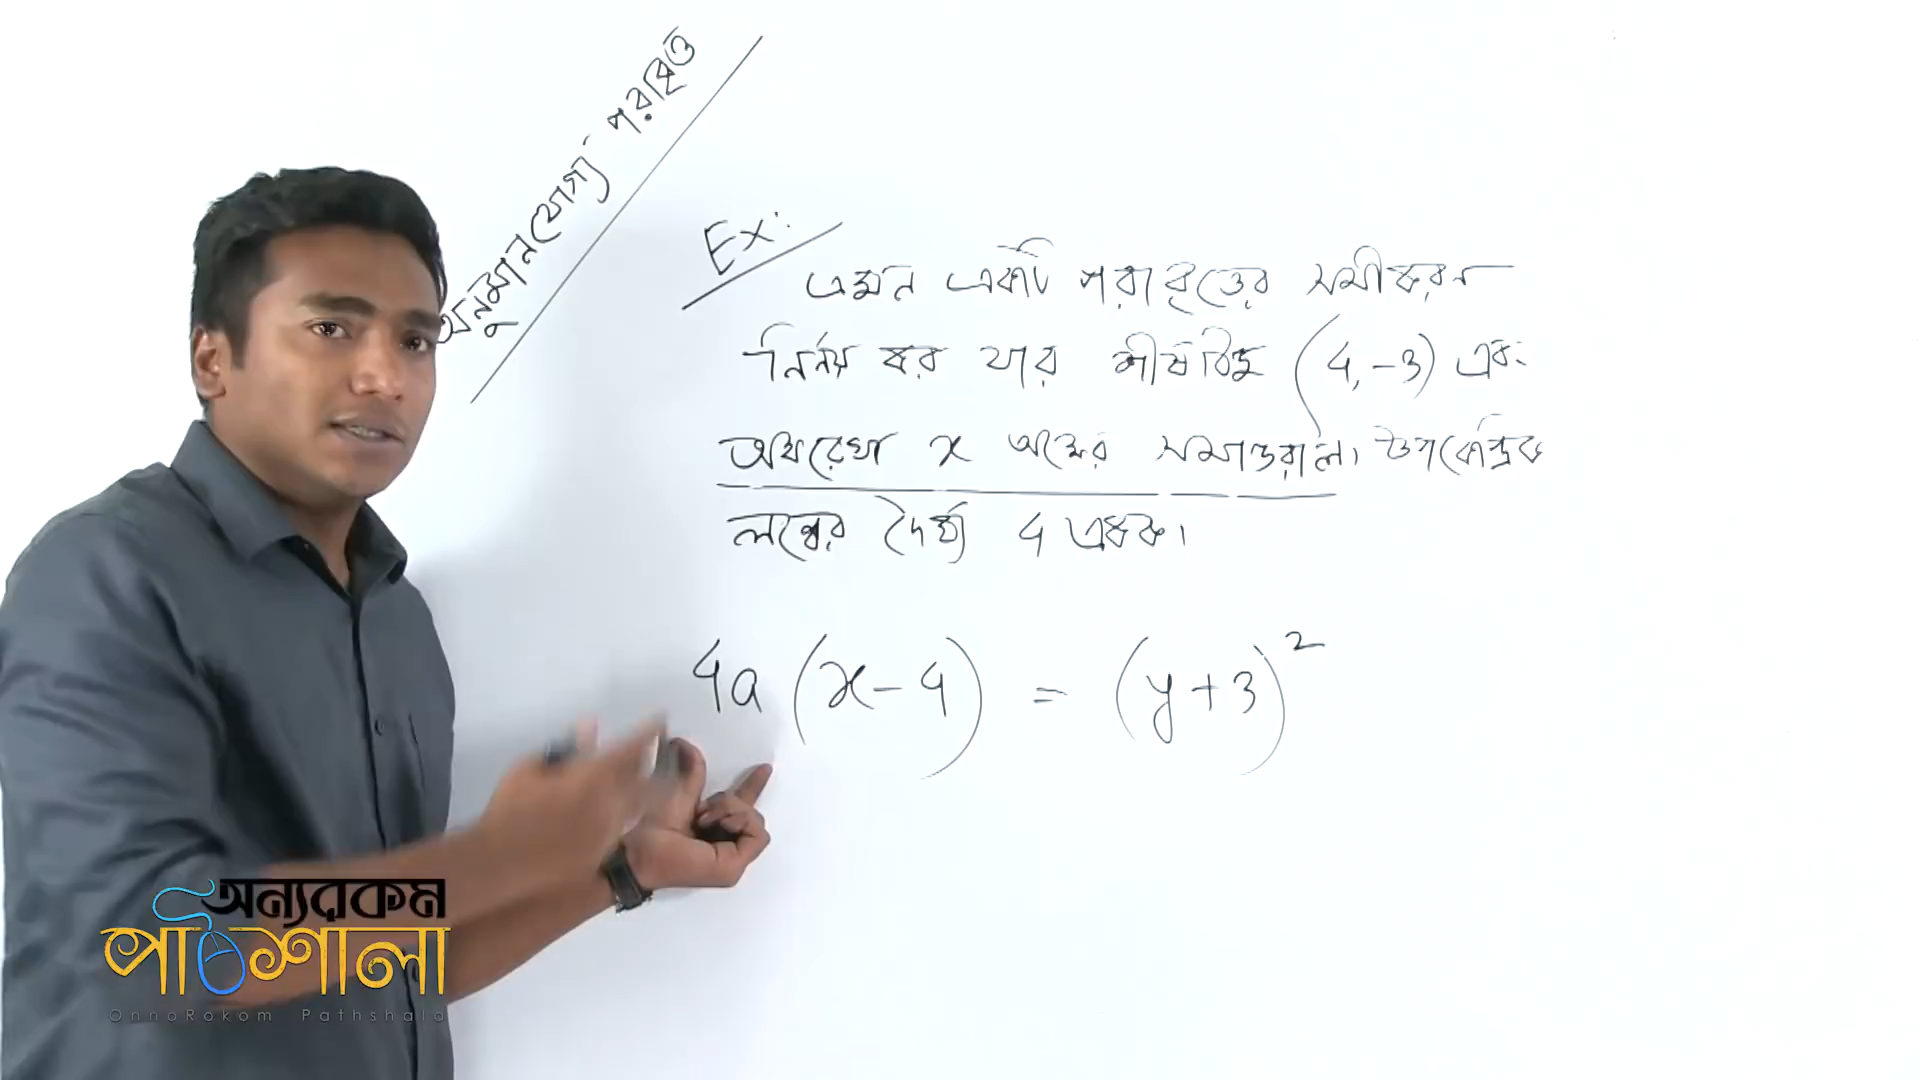 অনুমানযোগ্য পরাবৃত্ত
Ex:
এমন একটি পরাবৃত্তের সমীকরণ
নির্ণয় কর যার শীর্ষবিন্দু (4, -3) এবং
অক্ষরেখা x অক্ষের সমান্তরাল। উপকেন্দ্রিক
লম্বের দৈর্ঘ্য 4 একক।
4a (x - 4) = (y + 3)²
অন্যরকম
পাঠশালা
OnnoRokom Pathshala